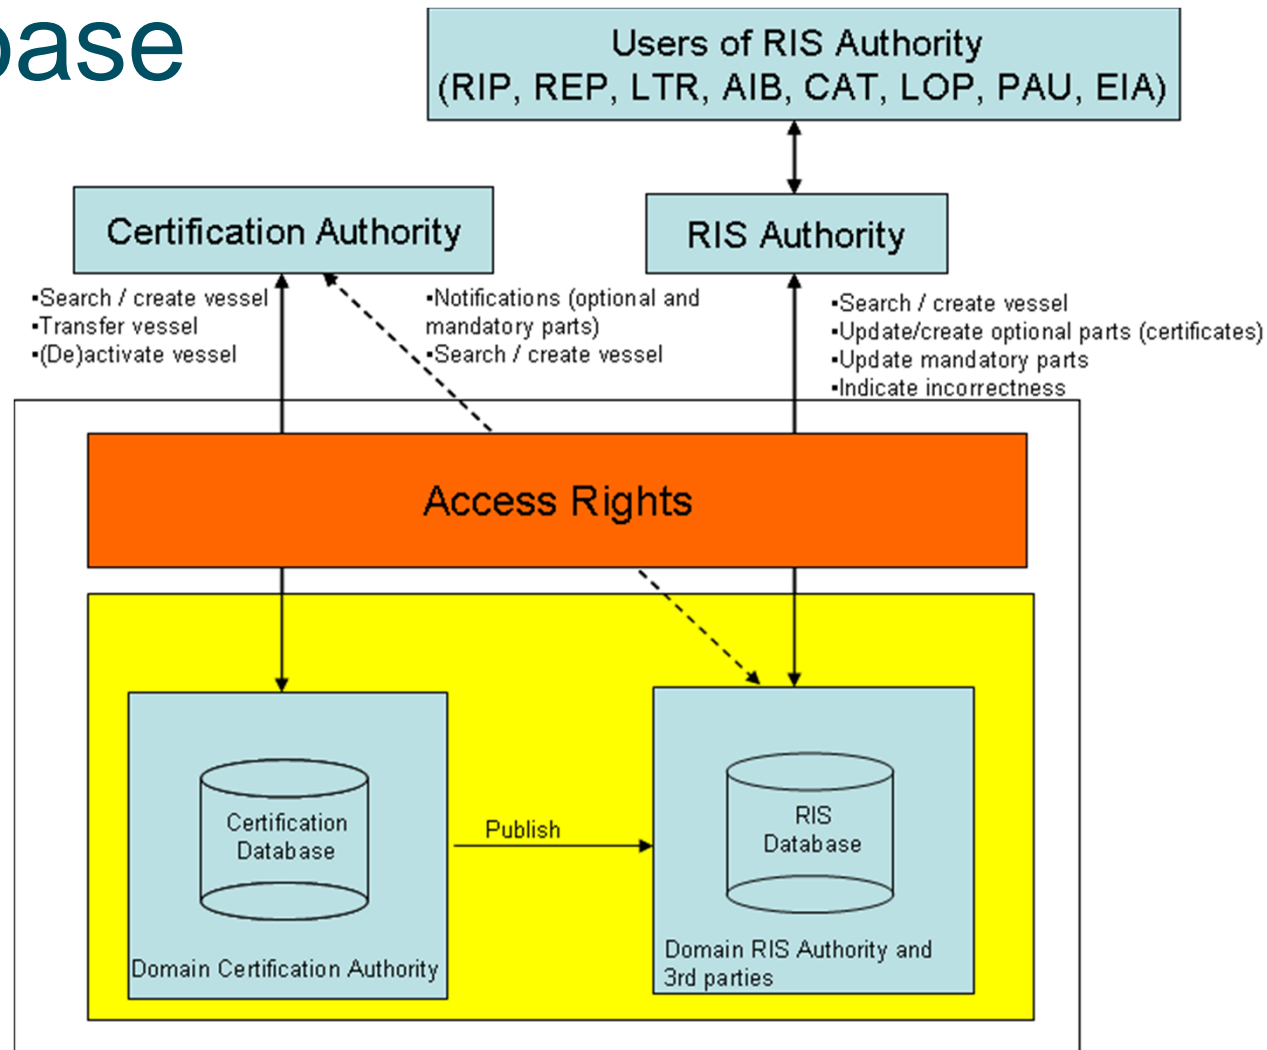 base
Users of RIS Authority
(RIP, REP, LTR, AIB, CAT, LOP, PAU, EIA)
Certification Authority
RIS Authority
▪Search / create vessel
▪Transfer vessel
▪(De)activate vessel
▪Notifications (optional and
mandatory parts)
▪Search / create vessel
▪Search / create vessel
▪Update/create optional parts (certificates)
▪Update mandatory parts
▪Indicate incorrectness
Access Rights
Certification
Database
Publish
RIS
Database
Domain Certification Authority
Domain RIS Authority and
3rd parties